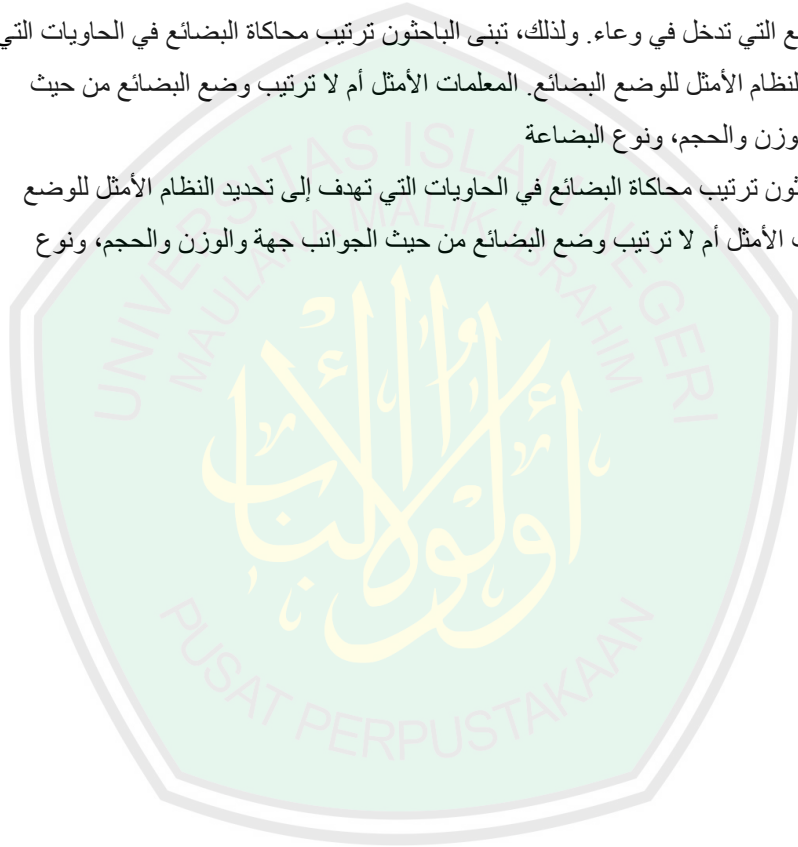 ع التي تدخل في وعاء. ولذلك، تبنى الباحثون ترتيب محاكاة البضائع في الحاويات التي
لنظام الأمثل للوضع البضائع. المعلمات الأمثل أم لا ترتيب وضع البضائع من حيث
وزن والحجم، ونوع البضاعة
ثون ترتيب محاكاة البضائع في الحاويات التي تهدف إلى تحديد النظام الأمثل للوضع
ت الأمثل أم لا ترتيب وضع البضائع من حيث الجوانب جهة والوزن والحجم، ونوع
UNIVERSITAS ISLAM NEGERI
MAULANA MALIK IBRAHIM
أولو الألباب
PUSAT PERPUSTAKAAN